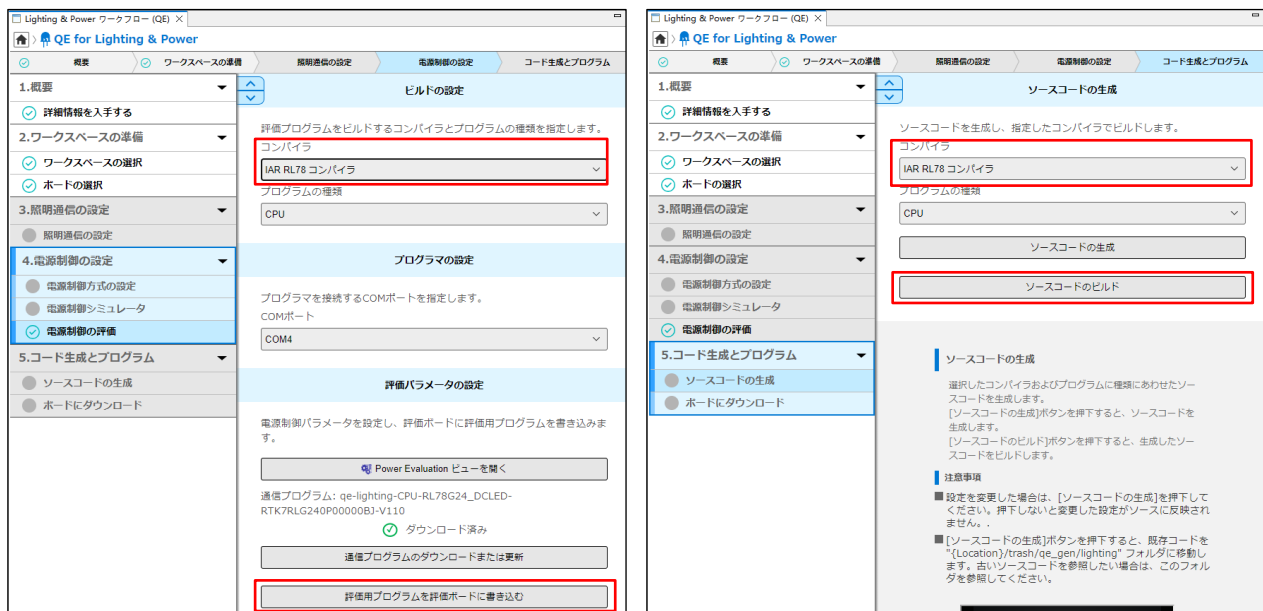 Lighting & Power ワークフロー (QE)
QE for Lighting & Power
概要
ワークスペースの準備
照明通信の設定
電源制御の設定
コード生成とプログラム
1.概要
詳細情報を入手する
2.ワークスペースの準備
ワークスペースの選択
ボードの選択
3.照明通信の設定
照明通信の設定
4.電源制御の設定
電源制御方式の設定
電源制御シミュレータ
電源制御の評価
5.コード生成とプログラム
ソースコードの生成
ボードにダウンロード
ビルドの設定
評価プログラムをビルドするコンパイラとプログラムの種類を指定します。
コンパイラ
IAR RL78 コンパイラ
プログラムの種類
CPU
プログラマの設定
プログラマを接続するCOMポートを指定します。
COMポート
COM4
評価パラメータの設定
電源制御パラメータを設定し、評価ボードに評価用プログラムを書き込みま
す。
Power Evaluation ビューを開く
通信プログラム: qe-lighting-CPU-RL78G24_DCLED-
RTK7RLG240P00000BJ-V110
ダウンロード済み
通信プログラムのダウンロードまたは更新
評価用プログラムを評価ボードに書き込む
Lighting & Power ワークフロー (QE)
QE for Lighting & Power
概要
ワークスペースの準備
照明通信の設定
電源制御の設定
コード生成とプログラム
1.概要
詳細情報を入手する
2.ワークスペースの準備
ワークスペースの選択
ボードの選択
3.照明通信の設定
照明通信の設定
4.電源制御の設定
電源制御方式の設定
電源制御シミュレータ
電源制御の評価
5.コード生成とプログラム
ソースコードの生成
ボードにダウンロード
ソースコードの生成
ソースコードを生成し、指定したコンパイラでビルドします。
コンパイラ
IAR RL78 コンパイラ
プログラムの種類
CPU
ソースコードの生成
ソースコードのビルド
ソースコードの生成
選択したコンパイラおよびプログラムに種類にあわせたソー
スコードを生成します。
[ソースコードの生成]ボタンを押下すると、ソースコードを
生成します。
[ソースコードのビルド]ボタンを押下すると、生成したソー
スコードをビルドします。
注意事項
設定を変更した場合は、[ソースコードの生成]を押下して
ください。押下しないと変更した設定がソースに反映され
ません。.
[ソースコードの生成]ボタンを押下すると、既存コードを
"{Location}/trash/qe_gen/lighting" フォルダに移動し
ます。古いソースコードを参照したい場合は、このフォル
ダを参照してください。